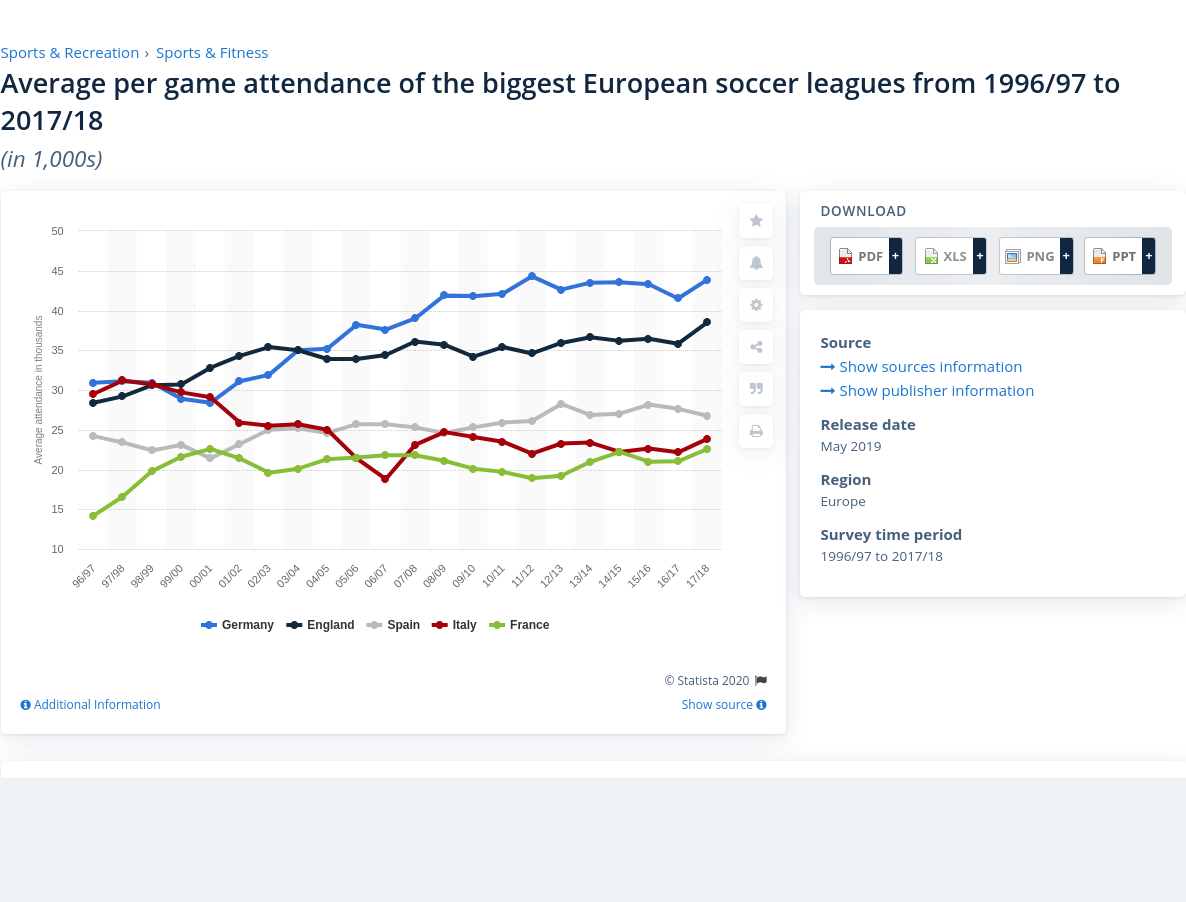 Sports & Recreation › Sports & Fitness
Average per game attendance of the biggest European soccer leagues from 1996/97 to
2017/18
(in 1,000s)
DOWNLOAD
PDF +
XLS +
PNG +
PPT +
Source
Show sources information
Show publisher information
Release date
May 2019
Region
Europe
Survey time period
1996/97 to 2017/18
Average attendance in thousands
50
45
40
35
30
25
20
15
10
96/97
97/98
98/99
99/00
00/01
01/02
02/03
03/04
04/05
05/06
06/07
07/08
08/09
09/10
10/11
11/12
12/13
13/14
14/15
15/16
16/17
17/18
Germany England Spain Italy France
© Statista 2020
Additional Information
Show source